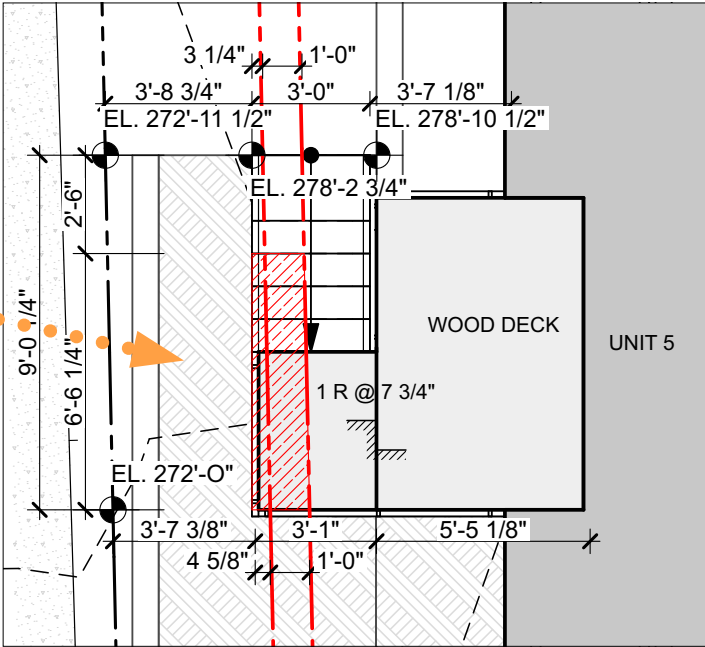 3 1/4" 1'-0"
3'-8 3/4" 3'-0" 3'-7 1/8"
EL. 272'-11 1/2" EL. 278'-10 1/2"
EL. 278'-2 3/4"
2'-6"
9'-0 1/4"
6'-6 1/4"
WOOD DECK
UNIT 5
1 R @ 7 3/4"
EL. 272'-O"
3'-7 3/8" 3'-1" 5'-5 1/8"
4 5/8" 1'-0"